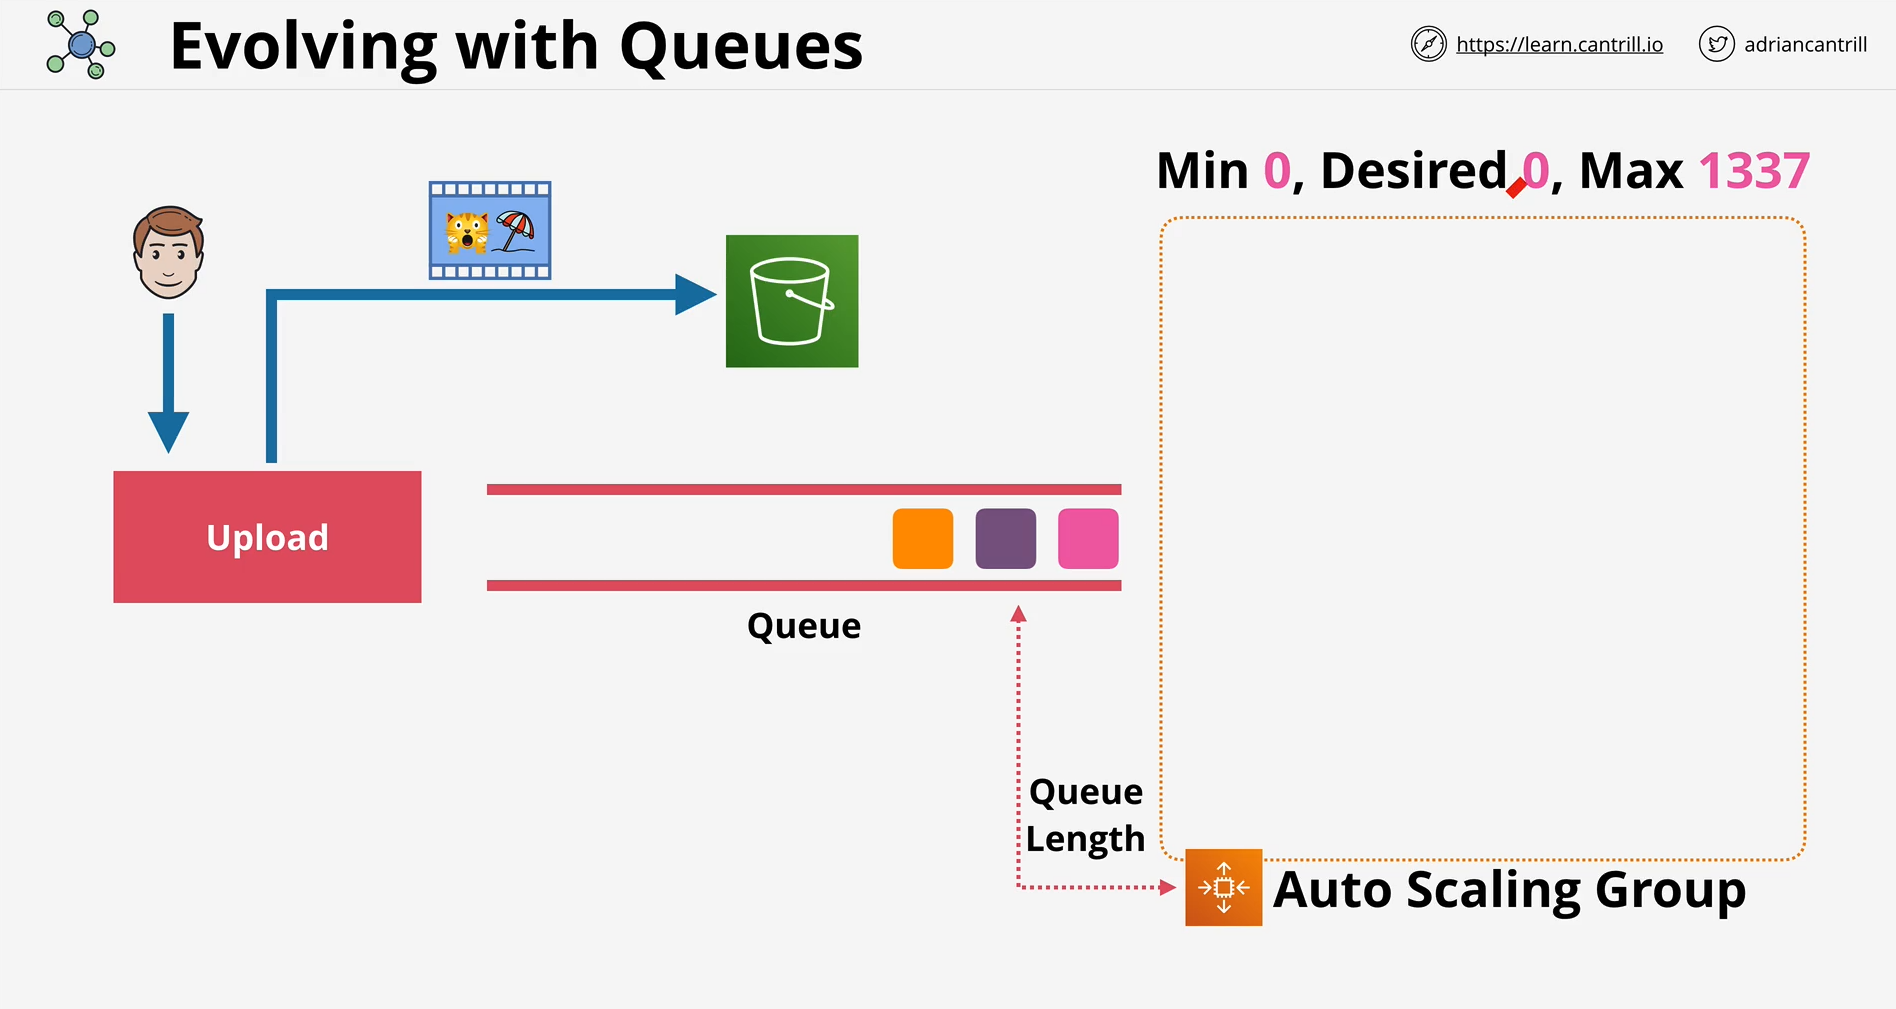 Evolving with Queues
https://learn.cantrill.io
adriancantrill
Min 0, Desired 0, Max 1337
Upload
Queue
Queue
Length
Auto Scaling Group